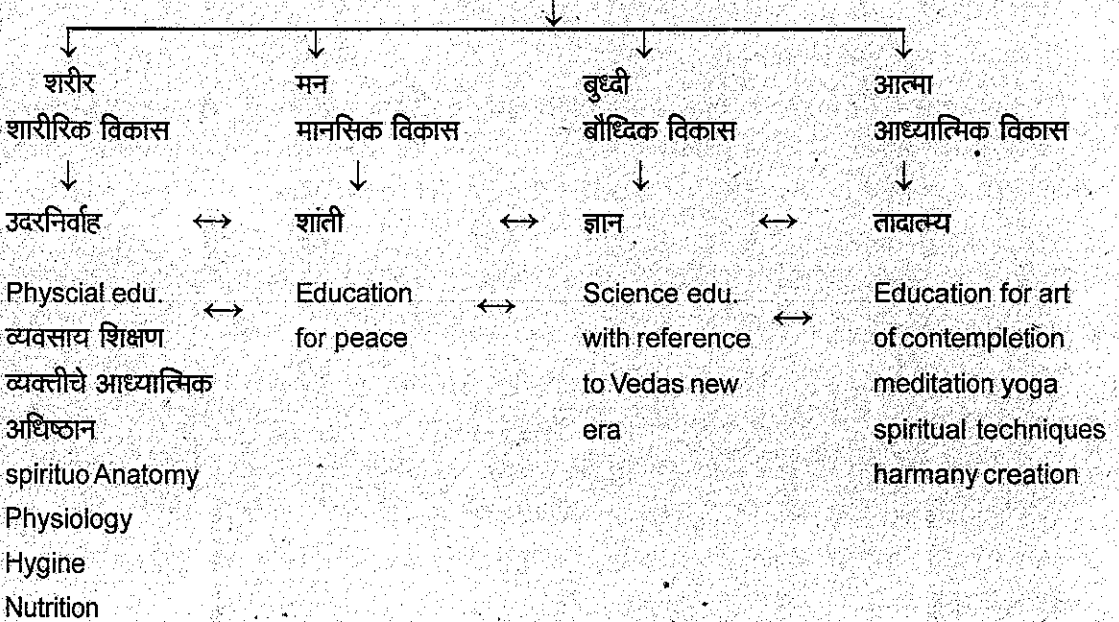 शरीर
शारीरिक विकास
उदरनिर्वाह
Physcial edu.
व्यवसाय शिक्षण
व्यक्तीचे आध्यात्मिक
अधिष्ठान
spirituo Anatomy
Physiology
Hygine
Nutrition
मन
मानसिक विकास
शांती
Education
for peace
बुध्दी
बौध्दिक विकास
ज्ञान
Science edu.
with reference
to Vedas new
era
आत्मा
आध्यात्मिक विकास
तादात्म्य
Education for art
of contempletion
meditation yoga
spiritual techniques
harmany creation